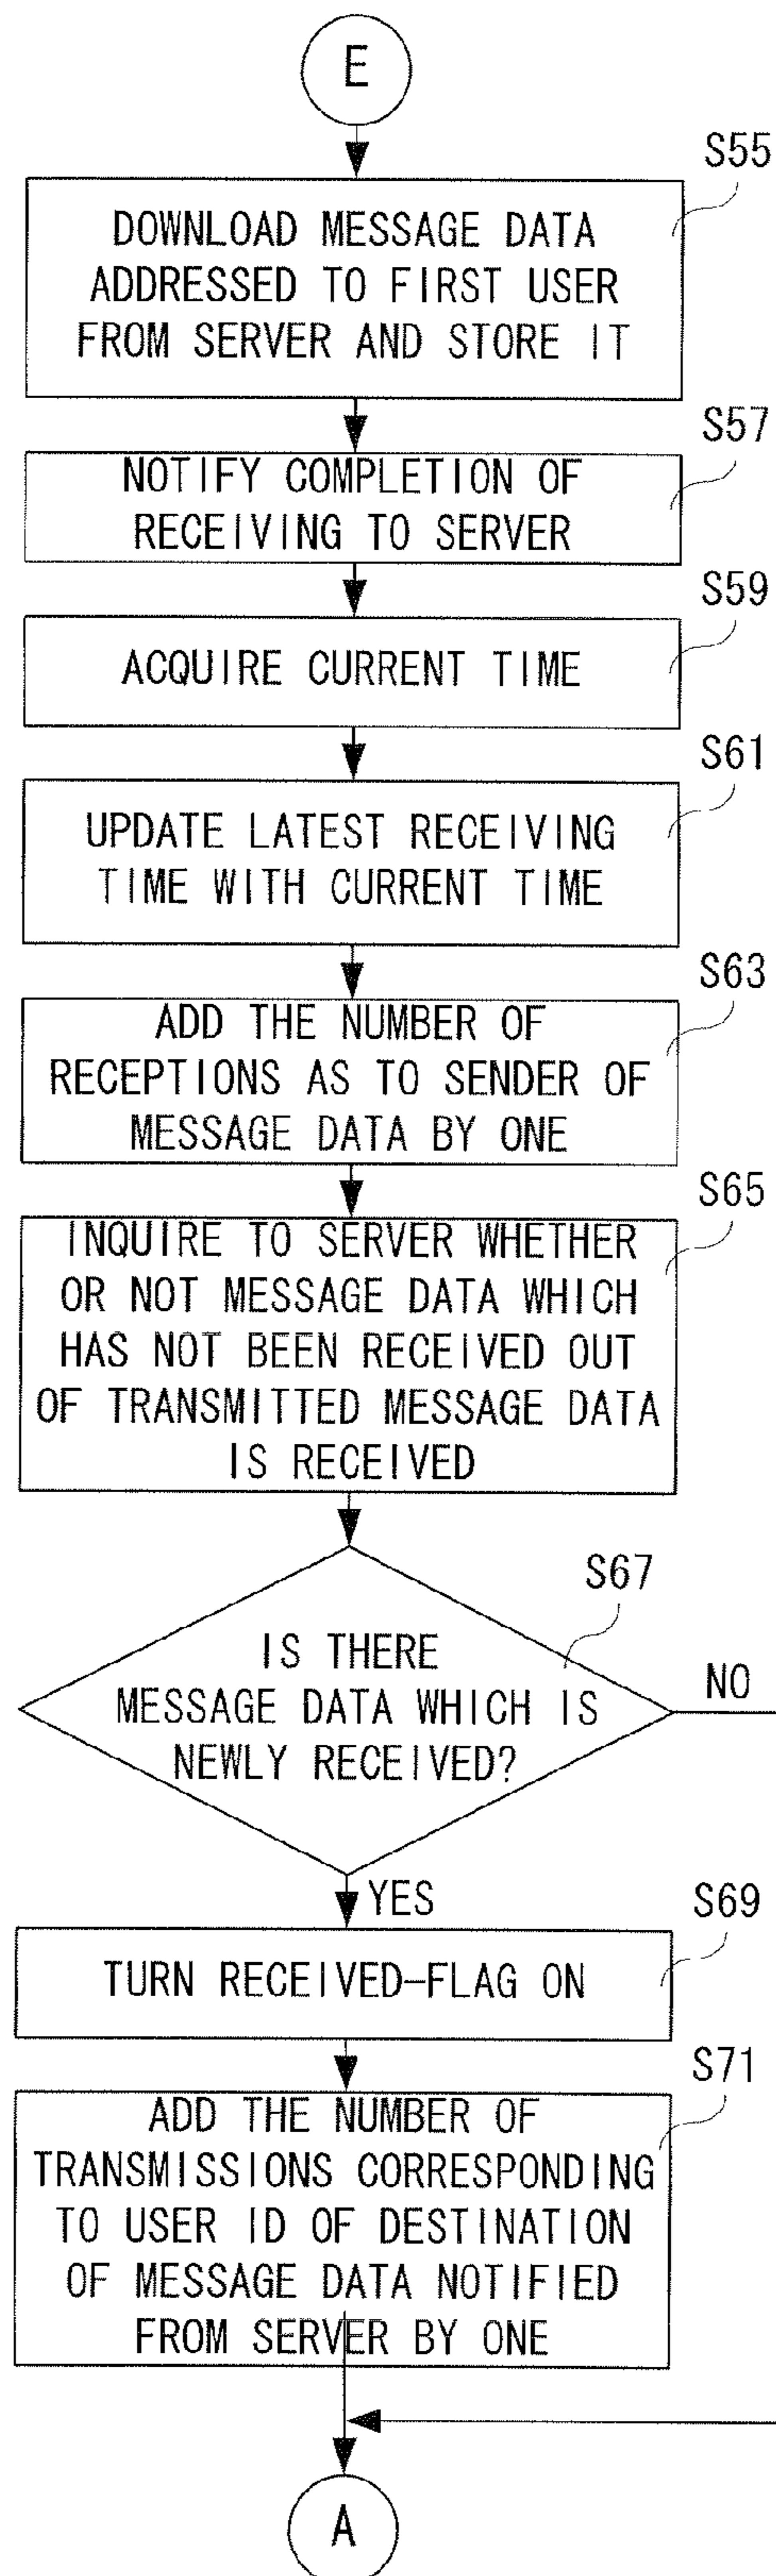 E
S55
DOWNLOAD MESSAGE DATA
ADDRESSED TO FIRST USER
FROM SERVER AND STORE IT
S57
NOTIFY COMPLETION OF
RECEIVING TO SERVER
S59
ACQUIRE CURRENT TIME
S61
UPDATE LATEST RECEIVING
TIME WITH CURRENT TIME
S63
ADD THE NUMBER OF
RECEPTIONS AS TO SENDER OF
MESSAGE DATA BY ONE
S65
INQUIRE TO SERVER WHETHER
OR NOT MESSAGE DATA WHICH
HAS NOT BEEN RECEIVED OUT
OF TRANSMITTED MESSAGE DATA
IS RECEIVED
S67
IS THERE
MESSAGE DATA WHICH IS
NEWLY RECEIVED?
NO
YES
S69
TURN RECEIVED-FLAG ON
S71
ADD THE NUMBER OF
TRANSMISSIONS CORRESPONDING
TO USER ID OF DESTINATION
OF MESSAGE DATA NOTIFIED
FROM SERVER BY ONE
A